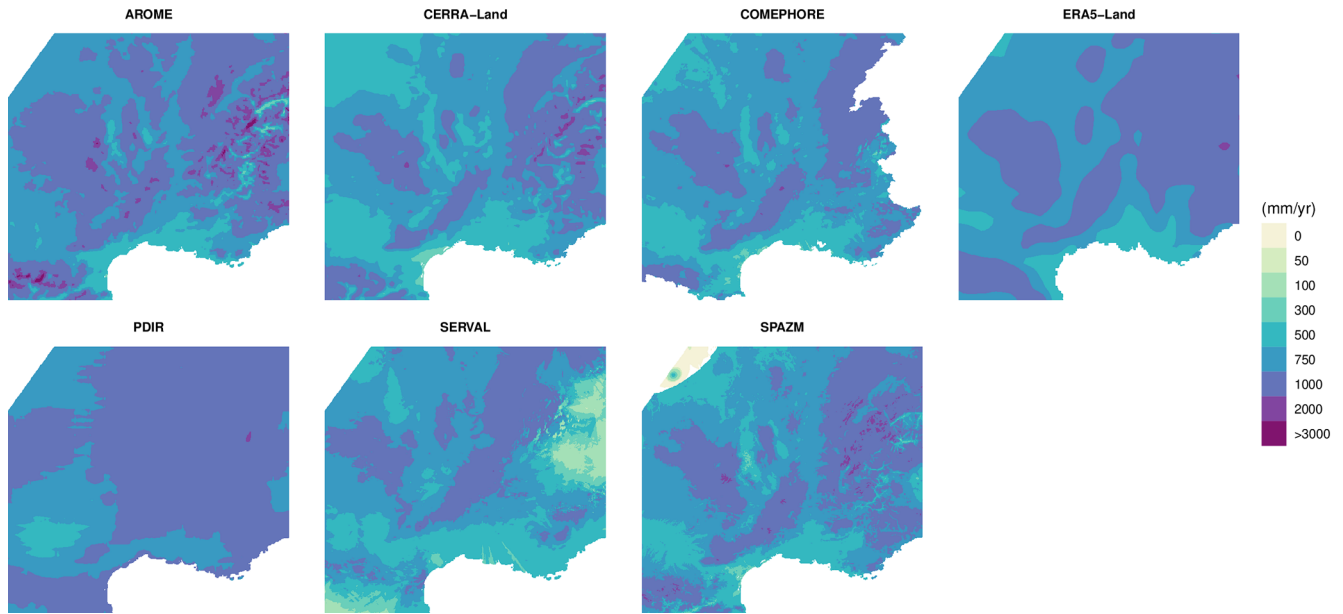 AROME
CERRA−Land
COMEPHORE
ERA5−Land
(mm/yr)
0
50
100
300
500
750
1000
2000
>3000
PDIR
SERVAL
SPAZM